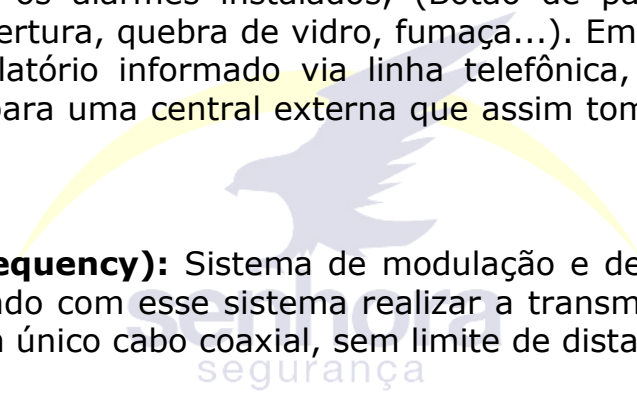 os alarmes instalados, (Botão de
ertura, quebra de vidro, fumaça...). Em
latório informado via linha telefônica,
para uma central externa que assim tom
equency): Sistema de modulação e de
ndo com esse sistema realizar a transm
único cabo coaxial, sem limite de dista
senhora
segurança